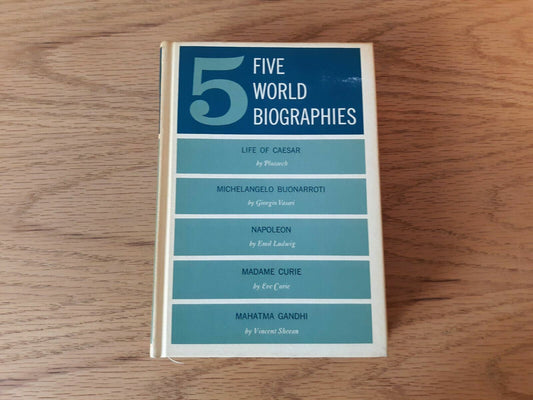 5 FIVE
WORLD
BIOGRAPHIES
LIFE OF CAESAR
by Plutarch
MICHELANGELO BUONARROTI
by Giorgio Vasari
NAPOLEON
by Emil Ludwig
MADAME CURIE
by Eve Curie
MAHATMA GANDHI
by Vincent Sheean